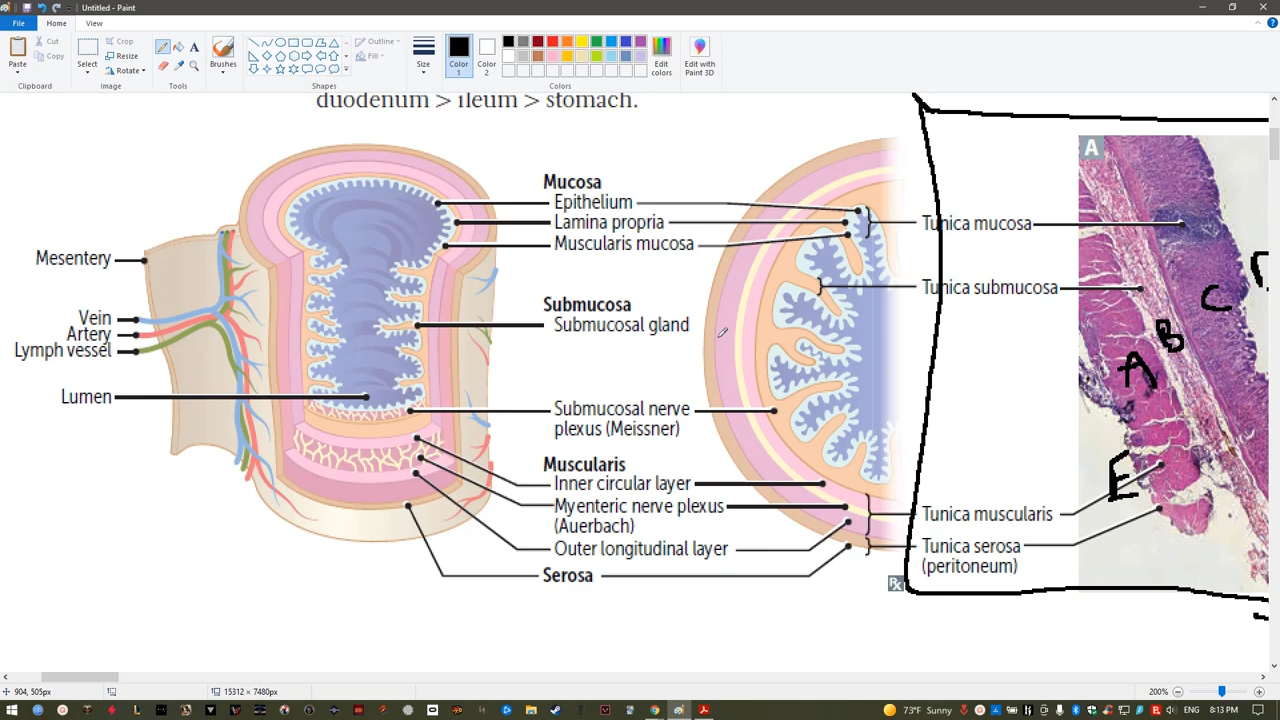 Untitled - Paint
File
Home
View
Paste
Cut
Copy
Clipboard
Select
Crop
Resize
Rotate
Image
Tools
Brushes
Shapes
Outline
Fill
Size
Color 1
Color 2
Colors
Edit colors
Edit with Paint 3D
duodenum > ileum > stomach.
Mesentery
Vein
Artery
Lymph vessel
Lumen
Mucosa
Epithelium
Lamina propria
Muscularis mucosa
Submucosa
Submucosal gland
Submucosal nerve
plexus (Meissner)
Muscularis
Inner circular layer
Myenteric nerve plexus
(Auerbach)
Outer longitudinal layer
Serosa
Tunica mucosa
Tunica submucosa
Tunica muscularis
Tunica serosa
(peritoneum)
Rx
A
C
B
A
E
904, 505px
15312 × 7480px
200%
73°F Sunny
ENG
8:13 PM